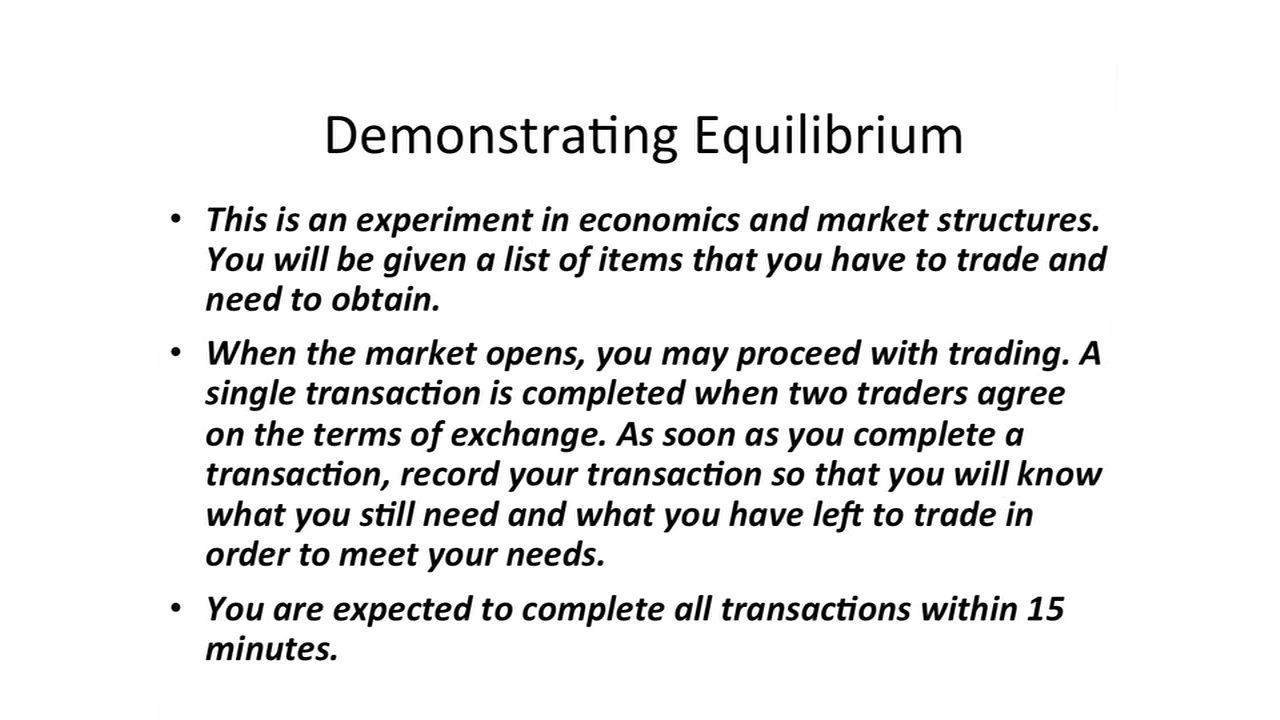 Demonstrating Equilibrium
• This is an experiment in economics and market structures.
You will be given a list of items that you have to trade and
need to obtain.
• When the market opens, you may proceed with trading. A
single transaction is completed when two traders agree
on the terms of exchange. As soon as you complete a
transaction, record your transaction so that you will know
what you still need and what you have left to trade in
order to meet your needs.
• You are expected to complete all transactions within 15
minutes.